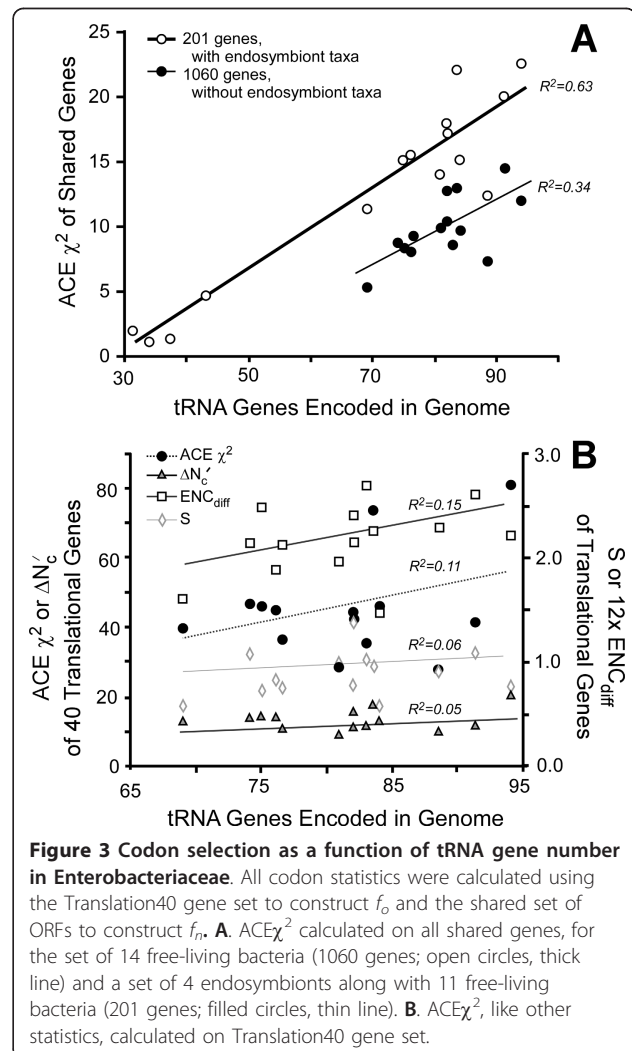 A
25
20
15
10
5
0
ACE χ² of Shared Genes
201 genes,
with endosymbiont taxa
1060 genes,
without endosymbiont taxa
R²=0.63
R²=0.34
30 50 70 90
tRNA Genes Encoded in Genome
B
80
60
40
20
0
ACE χ² or ΔN′c
of 40 Translational Genes
ACE χ²
ΔNc′
ENCdiff
S
R²=0.15
R²=0.11
R²=0.06
R²=0.05
3.0
2.0
1.0
0.0
S or 12x ENCdiff
of Translational Genes
65 75 85 95
tRNA Genes Encoded in Genome
Figure 3 Codon selection as a function of tRNA gene number
in Enterobacteriaceae. All codon statistics were calculated using
the Translation40 gene set to construct fo and the shared set of
ORFs to construct fn. A. ACEχ² calculated on all shared genes, for
the set of 14 free-living bacteria (1060 genes; open circles, thick
line) and a set of 4 endosymbionts along with 11 free-living
bacteria (201 genes; filled circles, thin line). B. ACEχ², like other
statistics, calculated on Translation40 gene set.